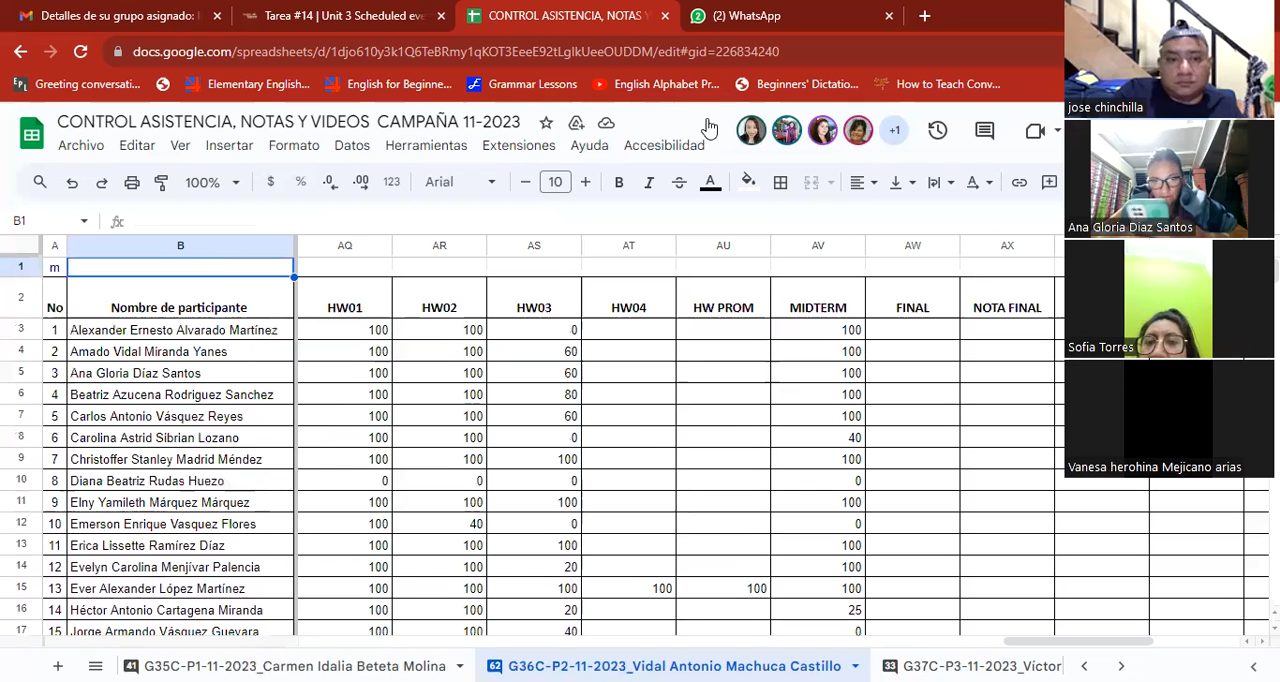 Detalles de su grupo asignado: I
Tarea #14 | Unit 3 Scheduled eve
CONTROL ASISTENCIA, NOTAS Y
(2) WhatsApp
docs.google.com/spreadsheets/d/1djo610y3k1Q6TeBRmy1qKOT3EeeE92tLgIkUeeOUDDM/edit#gid=226834240
Greeting conversati...
Elementary English...
English for Beginne...
Grammar Lessons
English Alphabet Pr...
Beginners' Dictatio...
How to Teach Conv...
CONTROL ASISTENCIA, NOTAS Y VIDEOS CAMPAÑA 11-2023
+1
Archivo Editar Ver Insertar Formato Datos Herramientas Extensiones Ayuda Accesibilidad
100% $ % .0 .00 123 Arial 10 B I A
B1 fx
A B AQ AR AS AT AU AV AW AX
1 m
2 No Nombre de participante HW01 HW02 HW03 HW04 HW PROM MIDTERM FINAL NOTA FINAL
3 1 Alexander Ernesto Alvarado Martínez 100 100 0 100
4 2 Amado Vidal Miranda Yanes 100 100 60 100
5 3 Ana Gloria Díaz Santos 100 100 60 100
6 4 Beatriz Azucena Rodriguez Sanchez 100 100 80 100
7 5 Carlos Antonio Vásquez Reyes 100 100 60 100
8 6 Carolina Astrid Sibrian Lozano 100 100 0 40
9 7 Christoffer Stanley Madrid Méndez 100 100 100 100
10 8 Diana Beatriz Rudas Huezo 0 0 0 0
11 9 Elny Yamileth Márquez Márquez 100 100 100 100
12 10 Emerson Enrique Vasquez Flores 100 40 0 0
13 11 Erica Lissette Ramírez Díaz 100 100 100 100
14 12 Evelyn Carolina Menjívar Palencia 100 100 20 100
15 13 Ever Alexander López Martínez 100 100 100 100 100 100
16 14 Héctor Antonio Cartagena Miranda 100 100 20 25
17 15 Jorge Armando Vásquez Guevara 100 100 40 0
41 G35C-P1-11-2023_Carmen Idalia Beteta Molina
62 G36C-P2-11-2023_Vidal Antonio Machuca Castillo
33 G37C-P3-11-2023_Víctor
jose chinchilla
Ana Gloria Diaz Santos
Sofia Torres
Vanesa herohina Mejicano arias